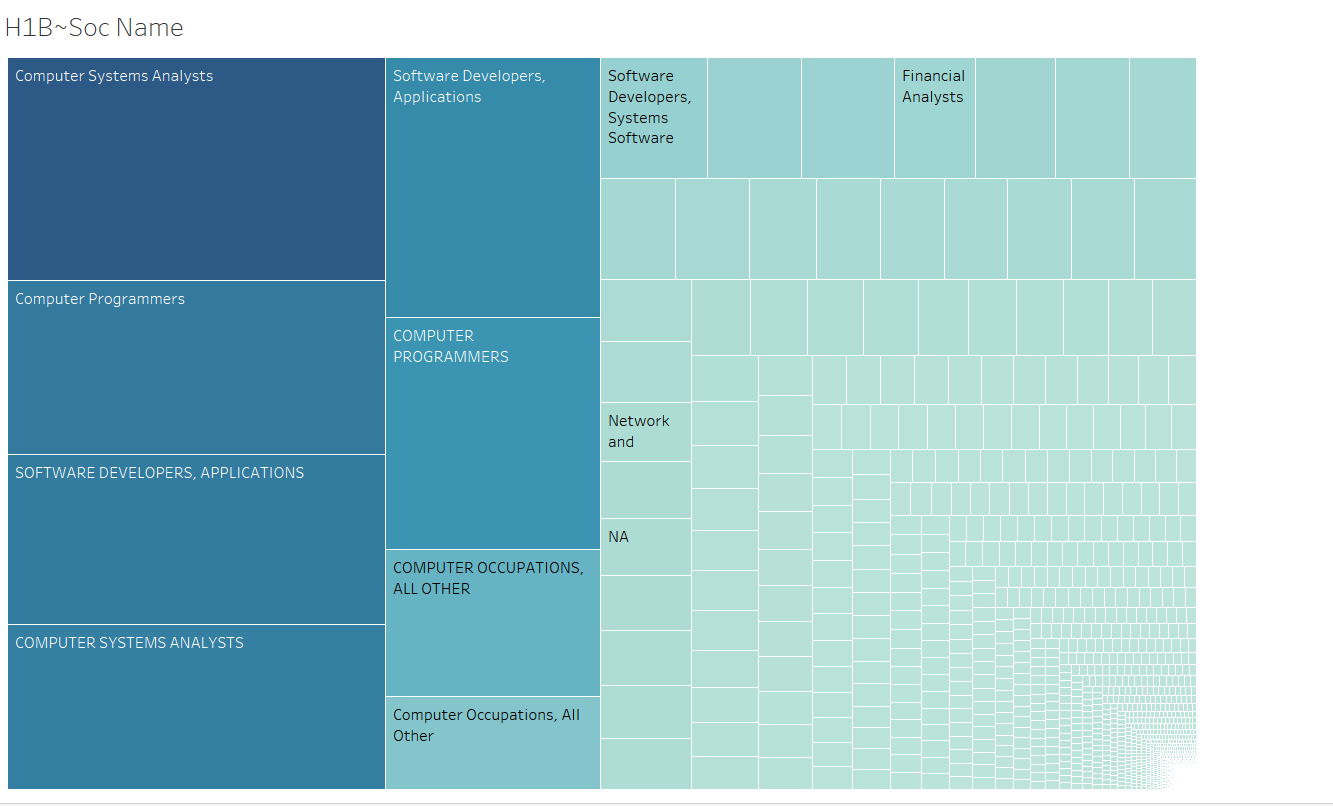 H1B~Soc Name
Computer Systems Analysts
Computer Programmers
SOFTWARE DEVELOPERS, APPLICATIONS
COMPUTER SYSTEMS ANALYSTS
Software Developers,
Applications
COMPUTER
PROGRAMMERS
COMPUTER OCCUPATIONS,
ALL OTHER
Computer Occupations, All
Other
Software
Developers,
Systems
Software
Financial
Analysts
Network
and
NA